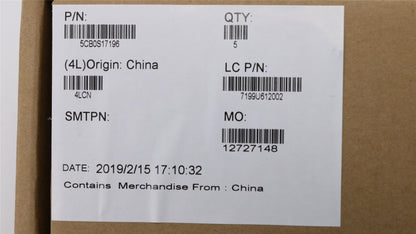 P/N:
QTY:
5CB0S17196
5
(4L)Origin: China
LC P/N:
4LCN
7199U612002
SMTPN:
MO:
12727148
DATE: 2019/2/15 17:10:32
Contains Merchandise From : China